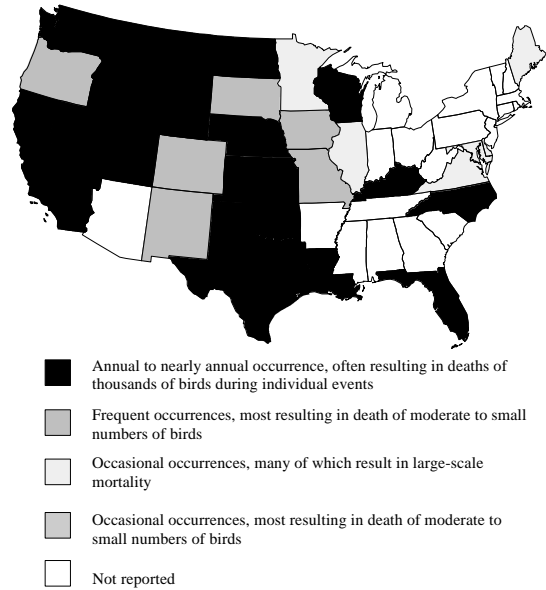 Annual to nearly annual occurrence, often resulting in deaths of
thousands of birds during individual events
Frequent occurrences, most resulting in death of moderate to small
numbers of birds
Occasional occurrences, many of which result in large-scale
mortality
Occasional occurrences, most resulting in death of moderate to
small numbers of birds
Not reported